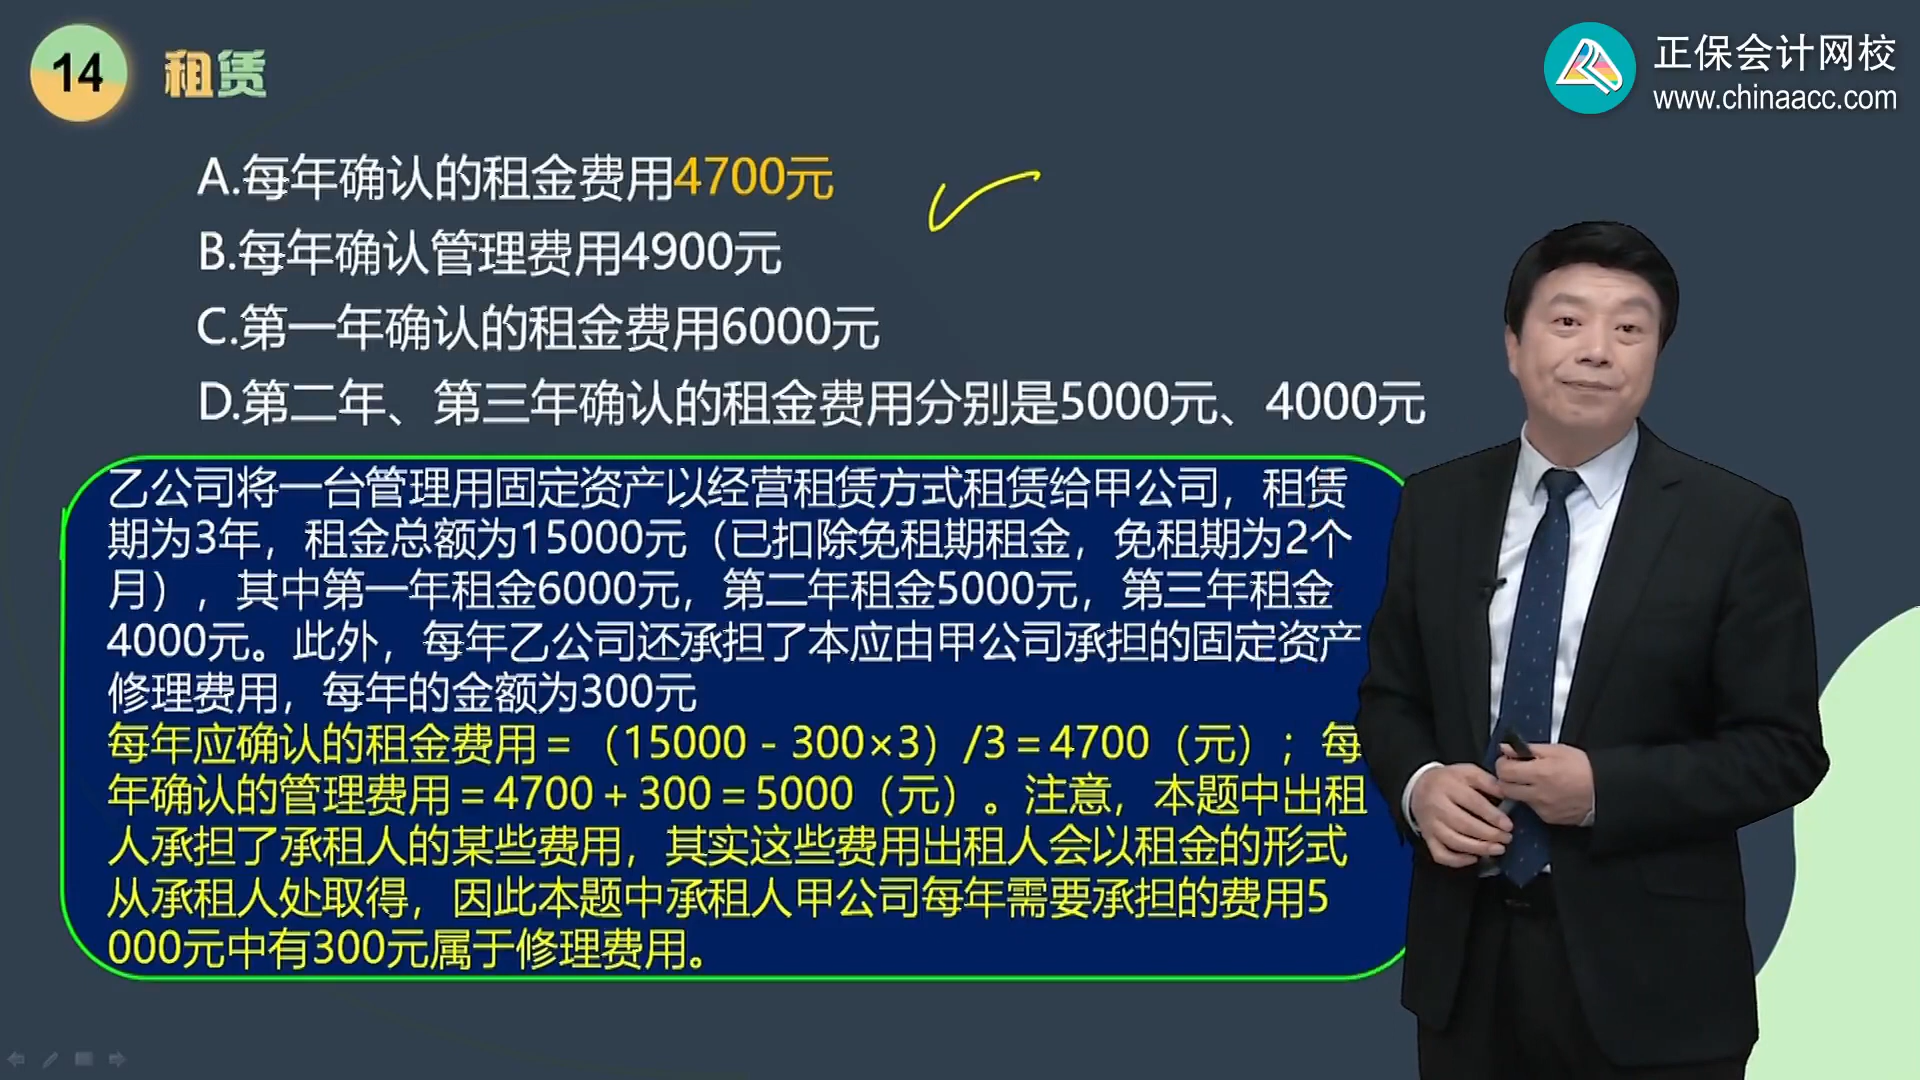 14 租赁
正保会计网校
www.chinaacc.com
A.每年确认的租金费用4700元
B.每年确认管理费用4900元
C.第一年确认的租金费用6000元
D.第二年、第三年确认的租金费用分别是5000元、4000元
乙公司将一台管理用固定资产以经营租赁方式租赁给甲公司，租赁
期为3年，租金总额为15000元（已扣除免租期租金，免租期为2个
月），其中第一年租金6000元，第二年租金5000元，第三年租金
4000元。此外，每年乙公司还承担了本应由甲公司承担的固定资产
修理费用，每年的金额为300元
每年应确认的租金费用＝（15000－300×3）/3＝4700（元）；每
年确认的管理费用＝4700＋300＝5000（元）。注意，本题中出租
人承担了承租人的某些费用，其实这些费用出租人会以租金的形式
从承租人处取得，因此本题中承租人甲公司每年需要承担的费用5
000元中有300元属于修理费用。